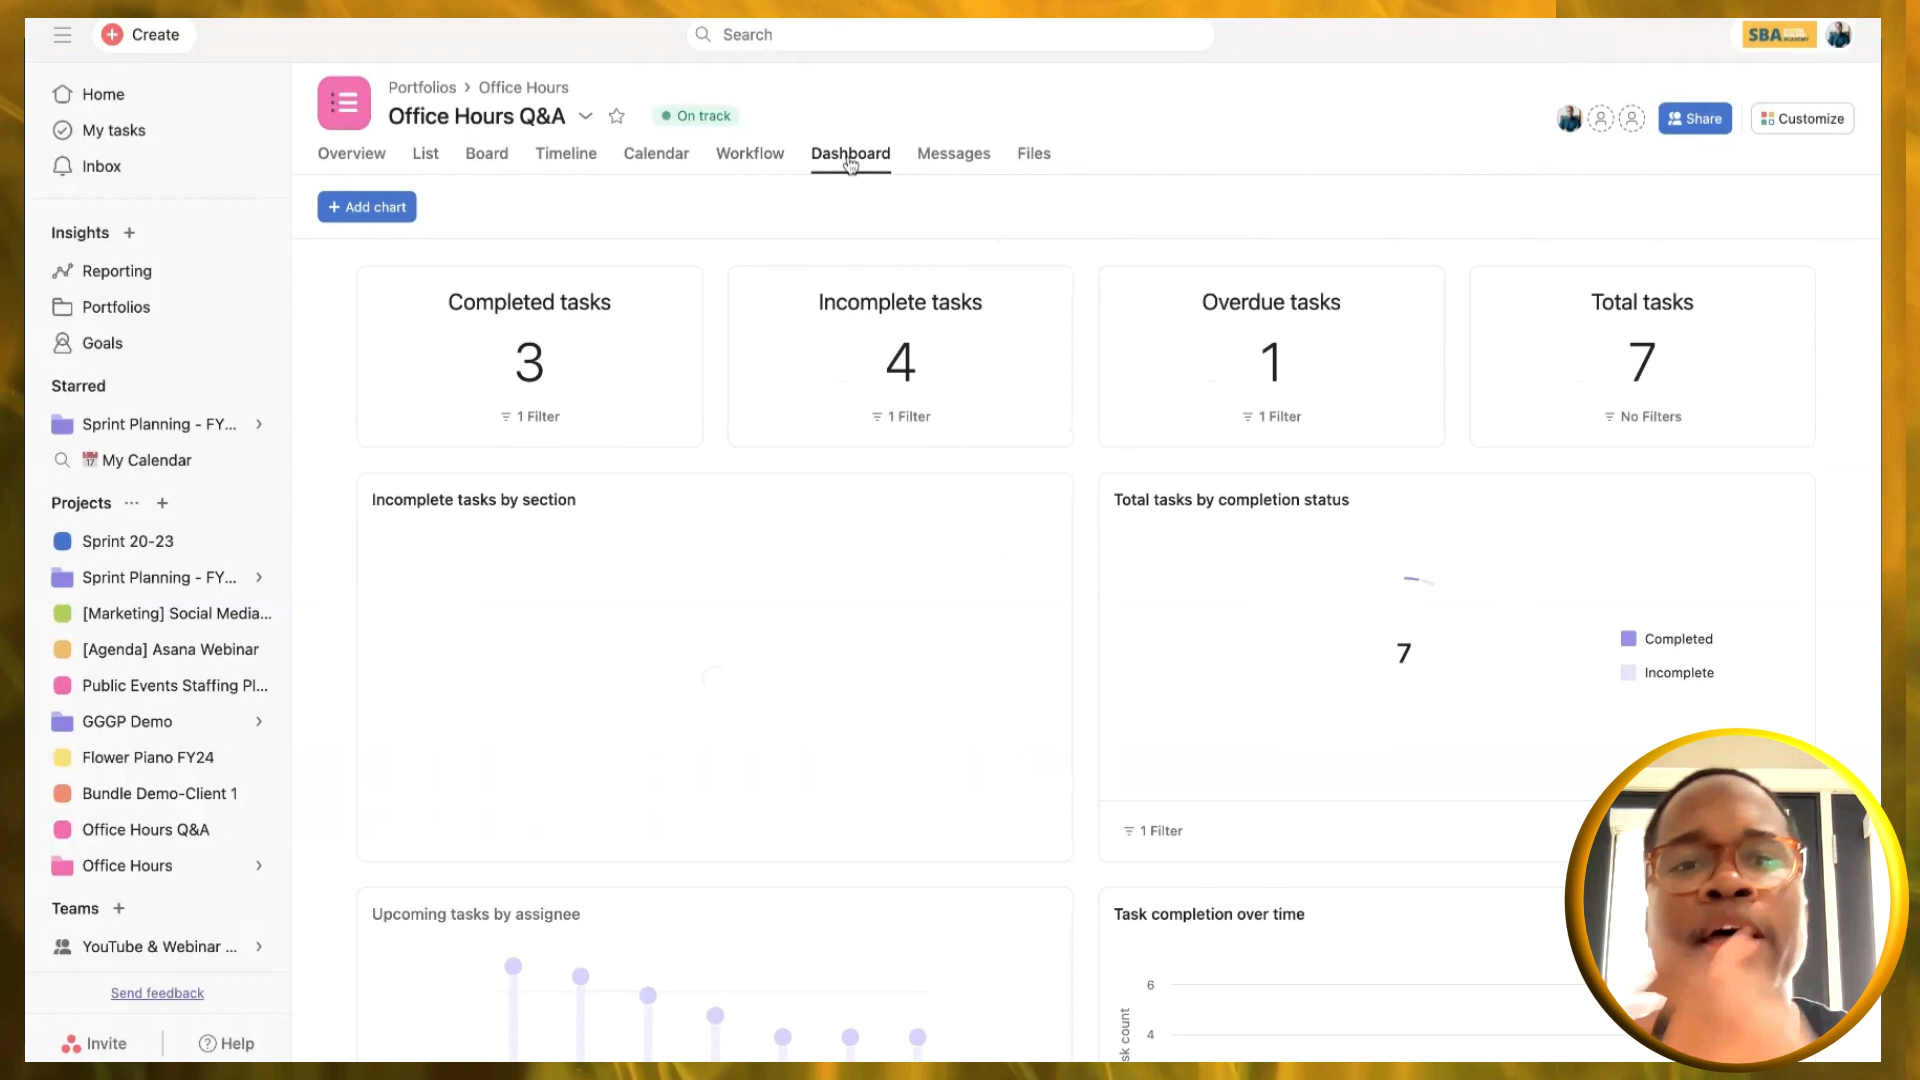 Create
Search
SBA
Home
My tasks
Inbox
Insights +
Reporting
Portfolios
Goals
Starred
Sprint Planning - FY...
17 My Calendar
Projects ... +
Sprint 20-23
Sprint Planning - FY...
[Marketing] Social Media...
[Agenda] Asana Webinar
Public Events Staffing Pl...
GGGP Demo
Flower Piano FY24
Bundle Demo-Client 1
Office Hours Q&A
Office Hours
Teams +
YouTube & Webinar ...
Send feedback
Invite
Help
Portfolios > Office Hours
Office Hours Q&A
On track
Share
Customize
Overview List Board Timeline Calendar Workflow Dashboard Messages Files
+ Add chart
Completed tasks
3
1 Filter
Incomplete tasks
4
1 Filter
Overdue tasks
1
1 Filter
Total tasks
7
No Filters
Incomplete tasks by section
Total tasks by completion status
7
Completed
Incomplete
1 Filter
Upcoming tasks by assignee
Task completion over time
6
4
sk count